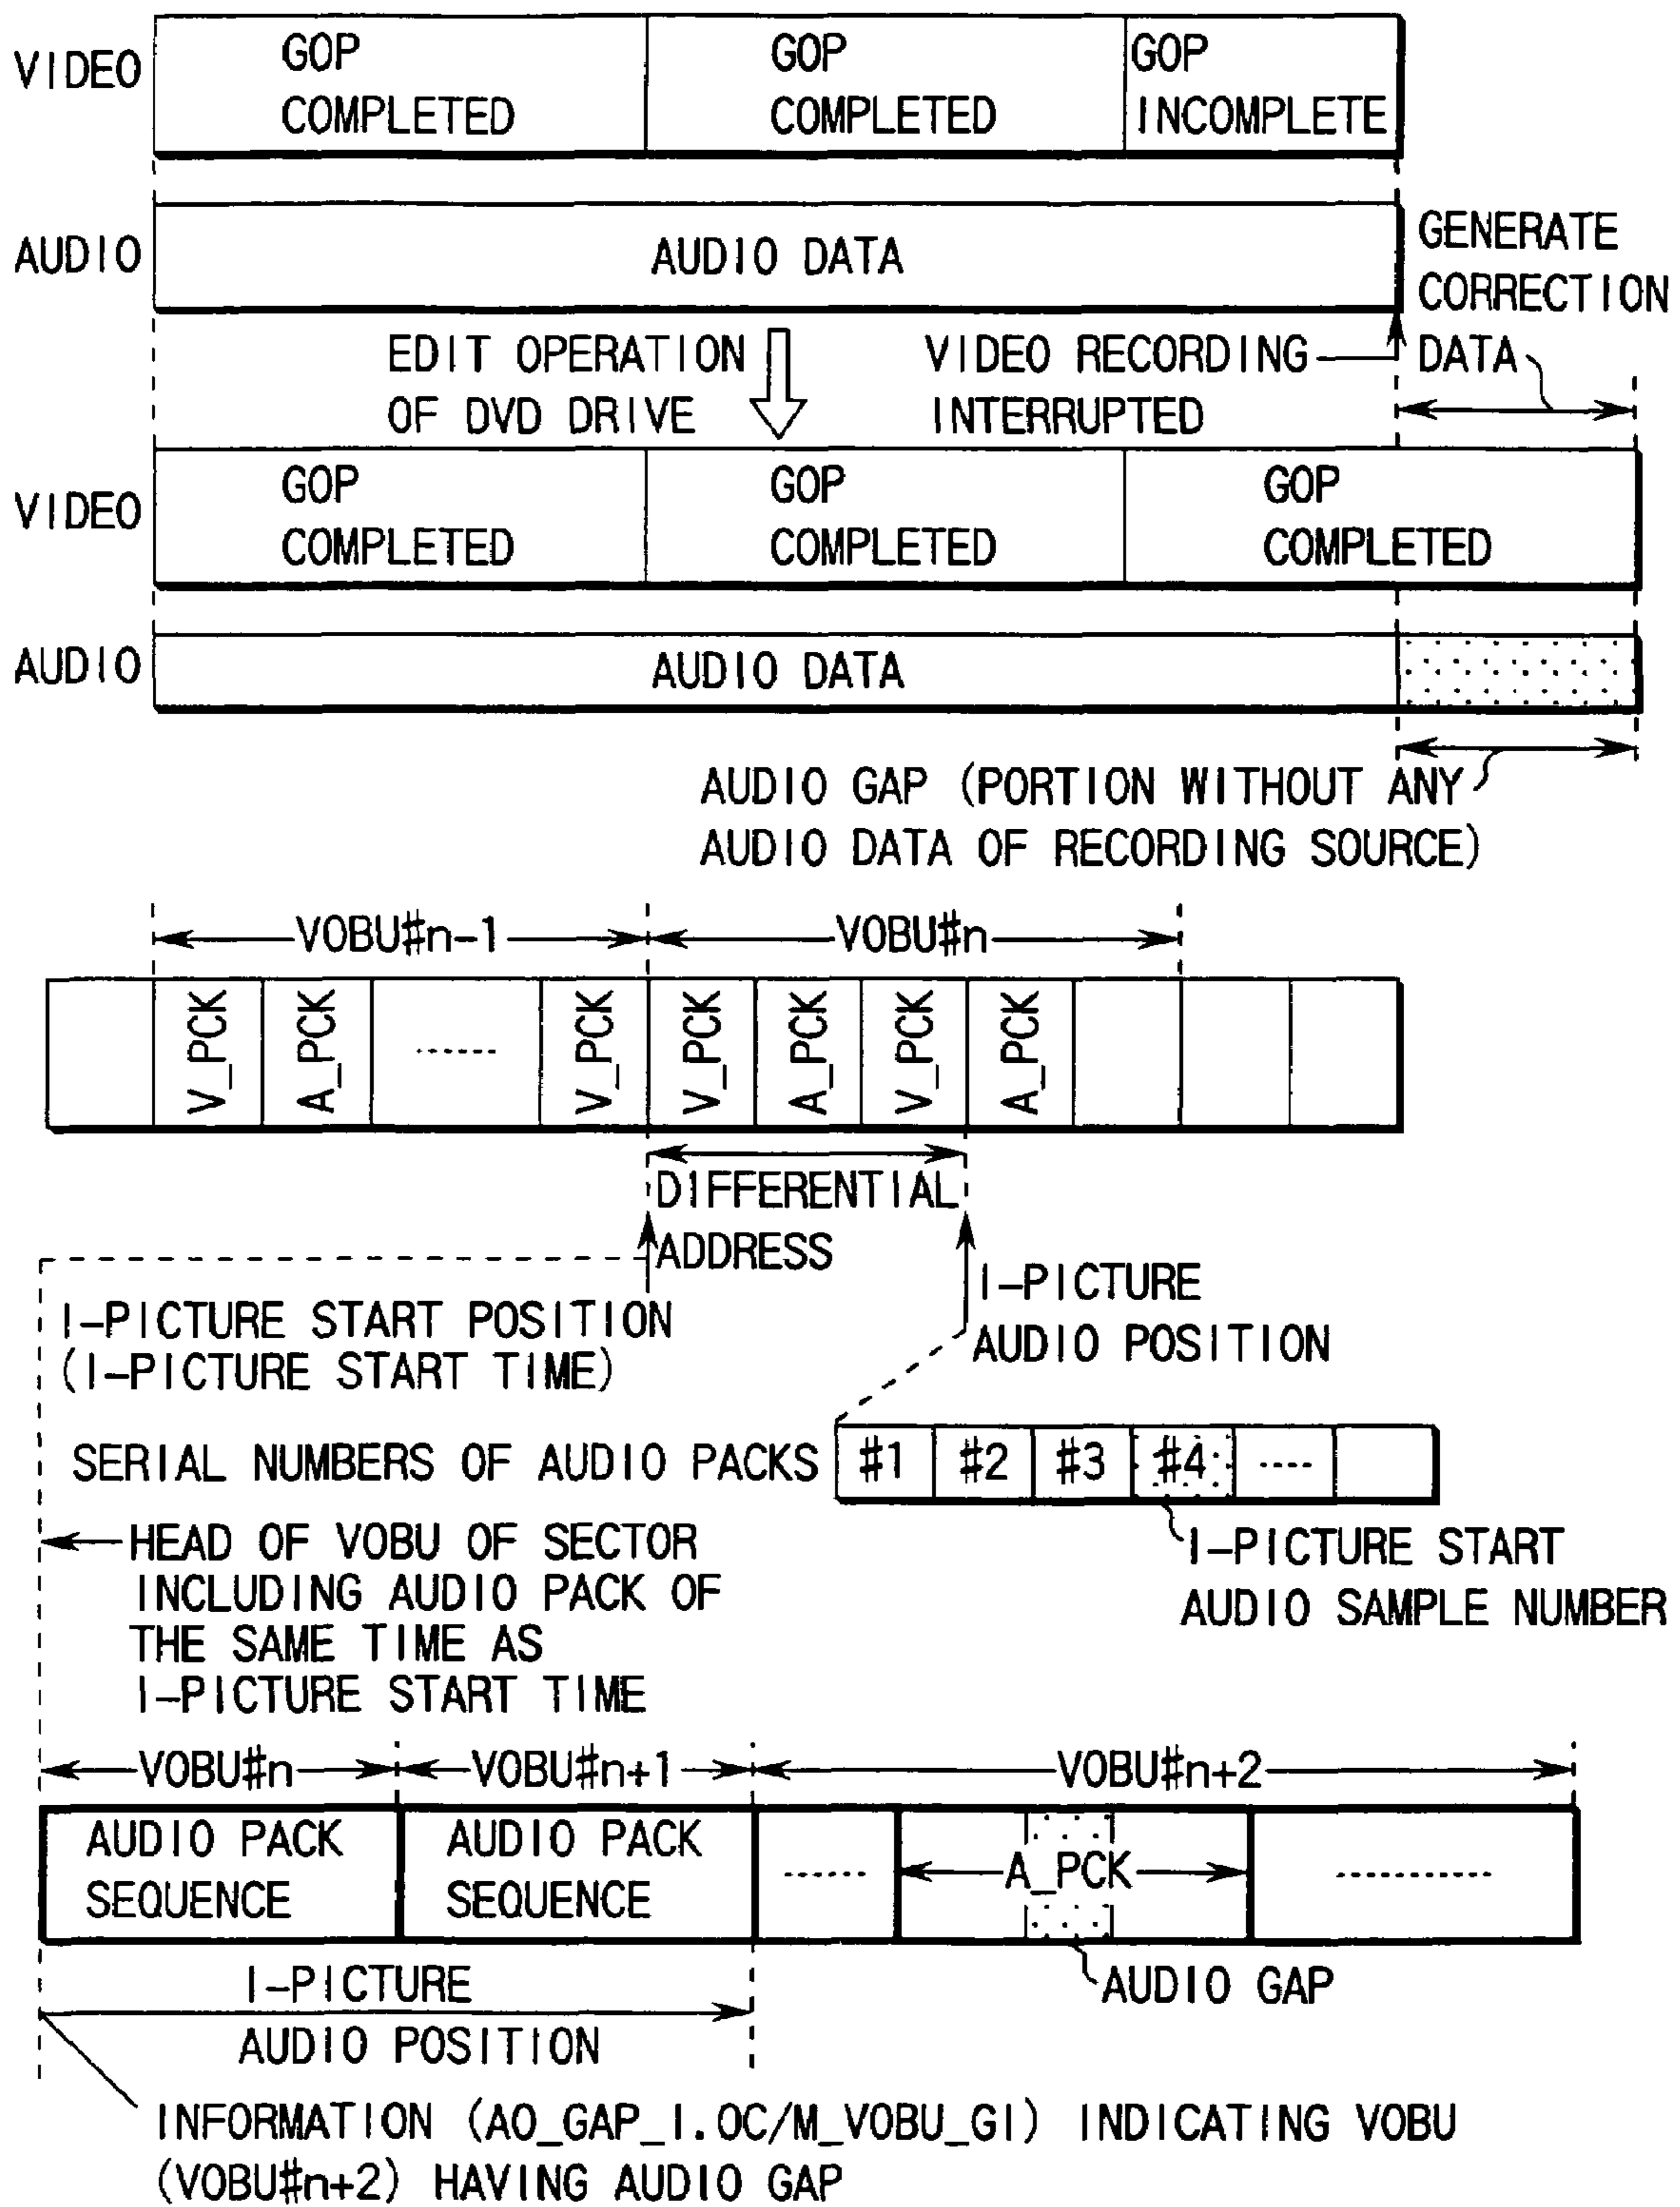 VIDEO
GOP
COMPLETED
GOP
COMPLETED
GOP
INCOMPLETE
AUDIO
AUDIO DATA
GENERATE
CORRECTION
DATA
EDIT OPERATION
OF DVD DRIVE
VIDEO RECORDING
INTERRUPTED
VIDEO
GOP
COMPLETED
GOP
COMPLETED
GOP
COMPLETED
AUDIO
AUDIO DATA
AUDIO GAP (PORTION WITHOUT ANY
AUDIO DATA OF RECORDING SOURCE)
VOBU#n-1
VOBU#n
V_PCK
A_PCK
V_PCK
V_PCK
A_PCK
V_PCK
A_PCK
DIFFERENTIAL
ADDRESS
I-PICTURE START POSITION
(I-PICTURE START TIME)
I-PICTURE
AUDIO POSITION
SERIAL NUMBERS OF AUDIO PACKS
#1 #2 #3 #4
I-PICTURE START
AUDIO SAMPLE NUMBER
HEAD OF VOBU OF SECTOR
INCLUDING AUDIO PACK OF
THE SAME TIME AS
I-PICTURE START TIME
VOBU#n
VOBU#n+1
VOBU#n+2
AUDIO PACK
SEQUENCE
AUDIO PACK
SEQUENCE
A_PCK
AUDIO GAP
I-PICTURE
AUDIO POSITION
INFORMATION (A0_GAP_I.OC/M_VOBU_GI) INDICATING VOBU
(VOBU#n+2) HAVING AUDIO GAP